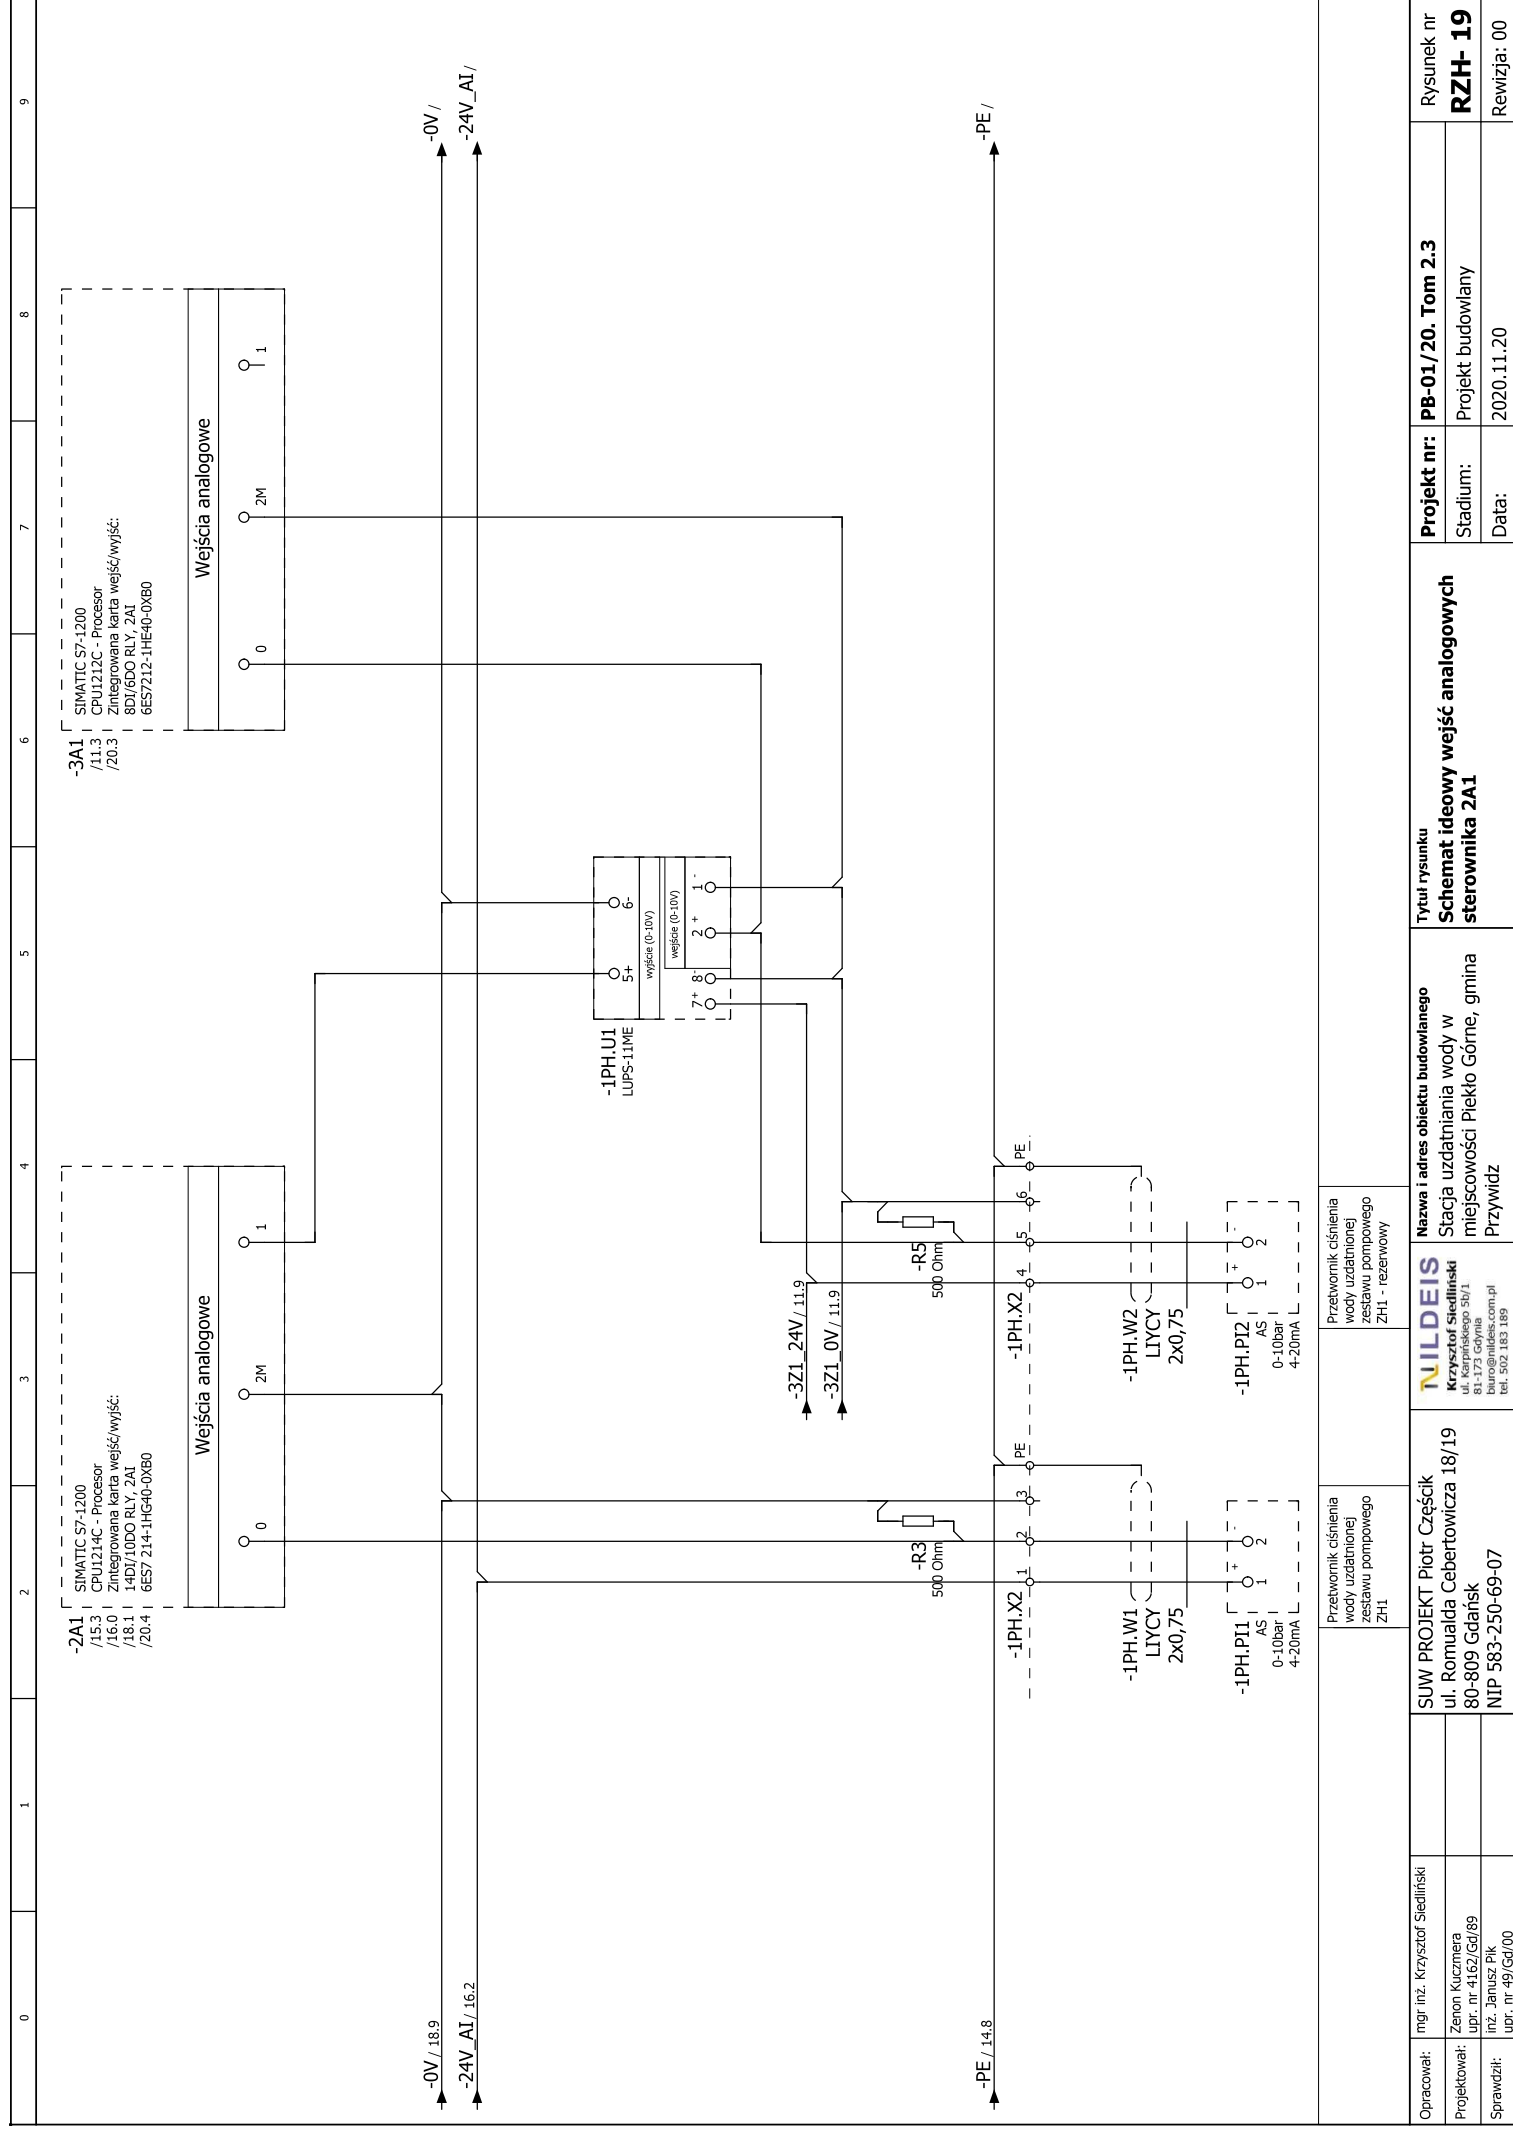 0
1
2
3
4
5
6
7
8
9
-2A1
/15.3
/16.0
/18.1
/20.4
SIMATIC S7-1200
CPU1214C - Procesor
Zintegrowana karta wejść/wyjść:
14DI/10DO RLY, 2AI
6ES7 214-1HG40-0XB0
Wejścia analogowe
0
2M
1
-3A1
/11.3
/20.3
SIMATIC S7-1200
CPU1212C - Procesor
Zintegrowana karta wejść/wyjść:
8DI/6DO RLY, 2AI
6ES7212-1HE40-0XB0
Wejścia analogowe
0
2M
1
-0V / 18.9
-0V /
-24V_AI / 16.2
-24V_AI /
-1PH.U1
LUPS-11ME
5+
6-
wyjście (0-10V)
wejście (0-10V)
7+
8-
2 +
1 -
-3Z1_24V / 11.9
-3Z1_0V / 11.9
-R3
500 Ohm
-R5
500 Ohm
-PE / 14.8
-PE /
-1PH.X2
1
2
3
PE
-1PH.X2
4
5
6
PE
-1PH.W1
LIYCY
2x0,75
-1PH.W2
LIYCY
2x0,75
-1PH.PI1
AS
0-10bar
4-20mA
1 +
2 -
-1PH.PI2
AS
0-10bar
4-20mA
1 +
2 -
Przetwornik ciśnienia
wody uzdatnionej
zestawu pompowego
ZH1
Przetwornik ciśnienia
wody uzdatnionej
zestawu pompowego
ZH1 - rezerwowy
Opracował:
mgr inż. Krzysztof Siedliński
Projektował:
Zenon Kuczmera
upr. nr 4162/Gd/89
Sprawdził:
inż. Janusz Pik
upr. nr 49/Gd/00
SUW PROJEKT Piotr Częścik
ul. Romualda Cebertowicza 18/19
80-809 Gdańsk
NIP 583-250-69-07
NILDEIS
Krzysztof Siedliński
ul. Karpińskiego 5b/1
81-173 Gdynia
biuro@nildeis.com.pl
tel. 502 183 189
Nazwa i adres obiektu budowlanego
Stacja uzdatniania wody w
miejscowości Piekło Górne, gmina
Przywidz
Tytuł rysunku
Schemat ideowy wejść analogowych
sterownika 2A1
Projekt nr:
PB-01/20. Tom 2.3
Stadium:
Projekt budowlany
Data:
2020.11.20
Rysunek nr
RZH- 19
Rewizja: 00